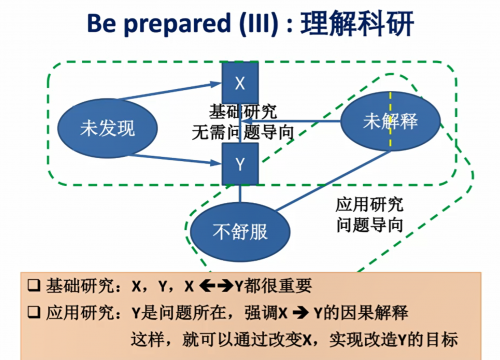 Be prepared (III) : 理解科研
X
基础研究
无需问题导向
未发现
未解释
Y
应用研究
问题导向
不舒服
❑ 基础研究：X，Y，X 🡸🡺Y都很重要
❑ 应用研究：Y是问题所在，强调X 🡺 Y的因果解释
这样，就可以通过改变X，实现改造Y的目标